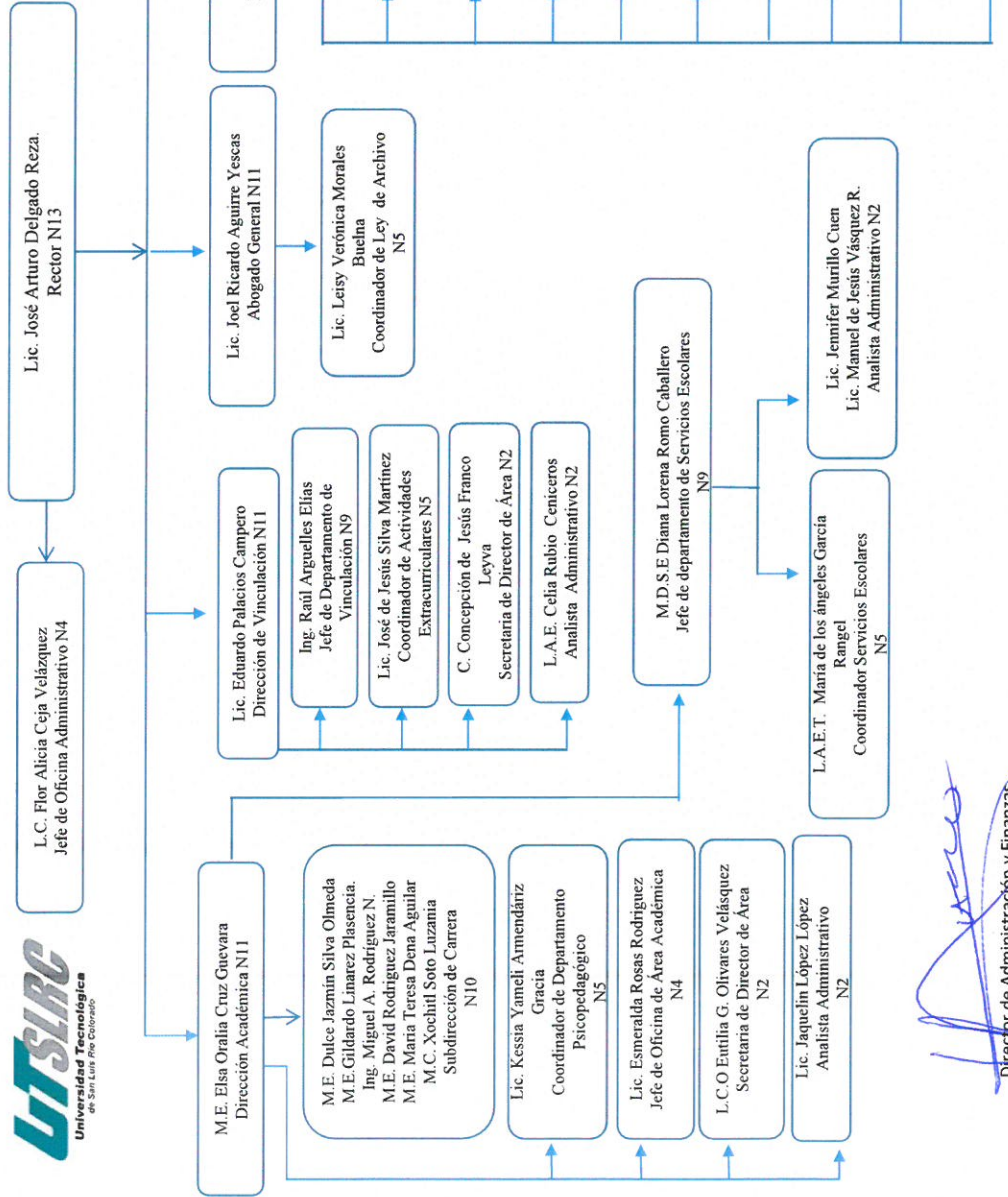 UTSLRC
Universidad Tecnológica
de San Luis Río Colorado
L.C. Flor Alicia Ceja Velázquez
Jefe de Oficina Administrativo N4
Lic. José Arturo Delgado Reza.
Rector N13
M.E. Elsa Oralia Cruz Guevara
Dirección Académica N11
M.E. Dulce Jazmín Silva Olmeda
M.E.Gildardo Linarez Plasencia.
Ing. Miguel A. Rodríguez N.
M.E. David Rodríguez Jaramillo
M.E. María Teresa Dena Aguilar
M.C. Xochitl Soto Luzania
Subdirección de Carrera
N10
Lic. Kessia Yameli Armendáriz
Gracia
Coordinador de Departamento
Psicopedagógico
N5
Lic. Esmeralda Rosas Rodríguez
Jefe de Oficina de Área Académica
N4
L.C.O Eutilia G. Olivares Velásquez
Secretaria de Director de Área
N2
Lic. Jaquelin López López
Analista Administrativo
N2
Lic. Eduardo Palacios Campero
Dirección de Vinculación N11
Ing. Raúl Arguelles Elías
Jefe de Departamento de
Vinculación N9
Lic. José de Jesús Silva Martínez
Coordinador de Actividades
Extracurriculares N5
C. Concepción de Jesús Franco
Leyva
Secretaria de Director de Área N2
L.A.E. Celia Rubio Ceniceros
Analista Administrativo N2
M.D.S.E Diana Lorena Romo Caballero
Jefe de departamento de Servicios Escolares
N9
L.A.E.T. María de los ángeles García
Rangel
Coordinador Servicios Escolares
N5
Lic. Jennifer Murillo Cuen
Lic. Manuel de Jesús Vásquez R.
Analista Administrativo N2
Lic. Joel Ricardo Aguirre Yescas
Abogado General N11
Lic. Leisy Verónica Morales
Buelna
Coordinador de Ley de Archivo
N5
Director de Administración y Finanzas